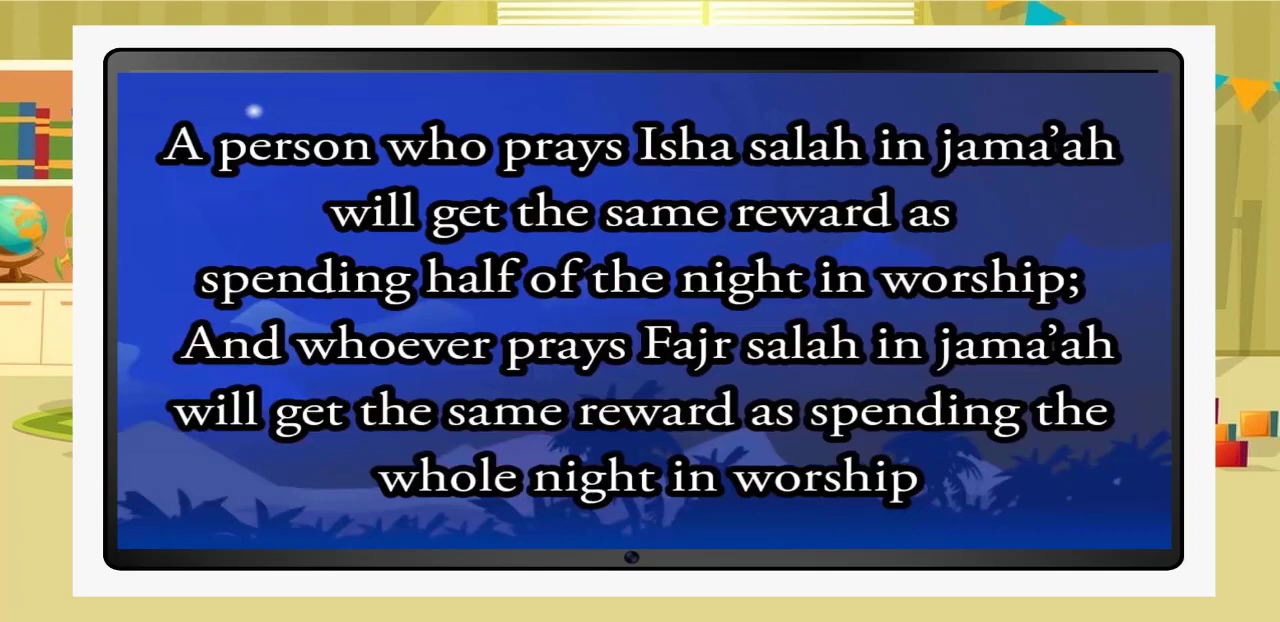 A person who prays Isha salah in jama’ah
will get the same reward as
spending half of the night in worship;
And whoever prays Fajr salah in jama’ah
will get the same reward as spending the
whole night in worship